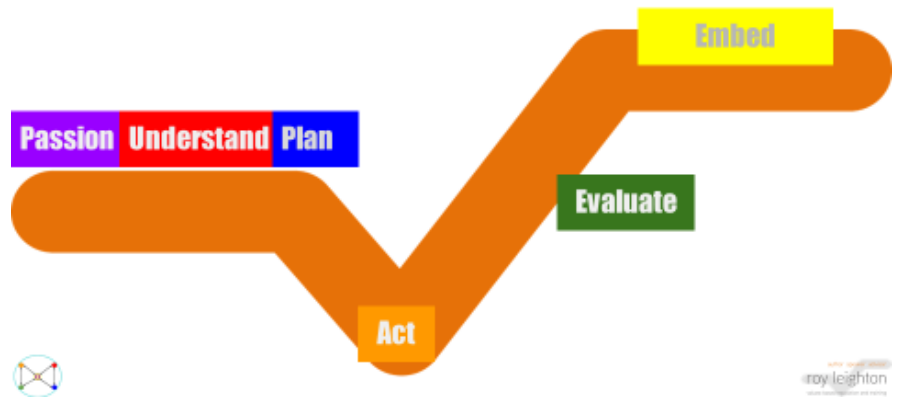 Embed
Passion Understand Plan
Evaluate
Act
roy leighton